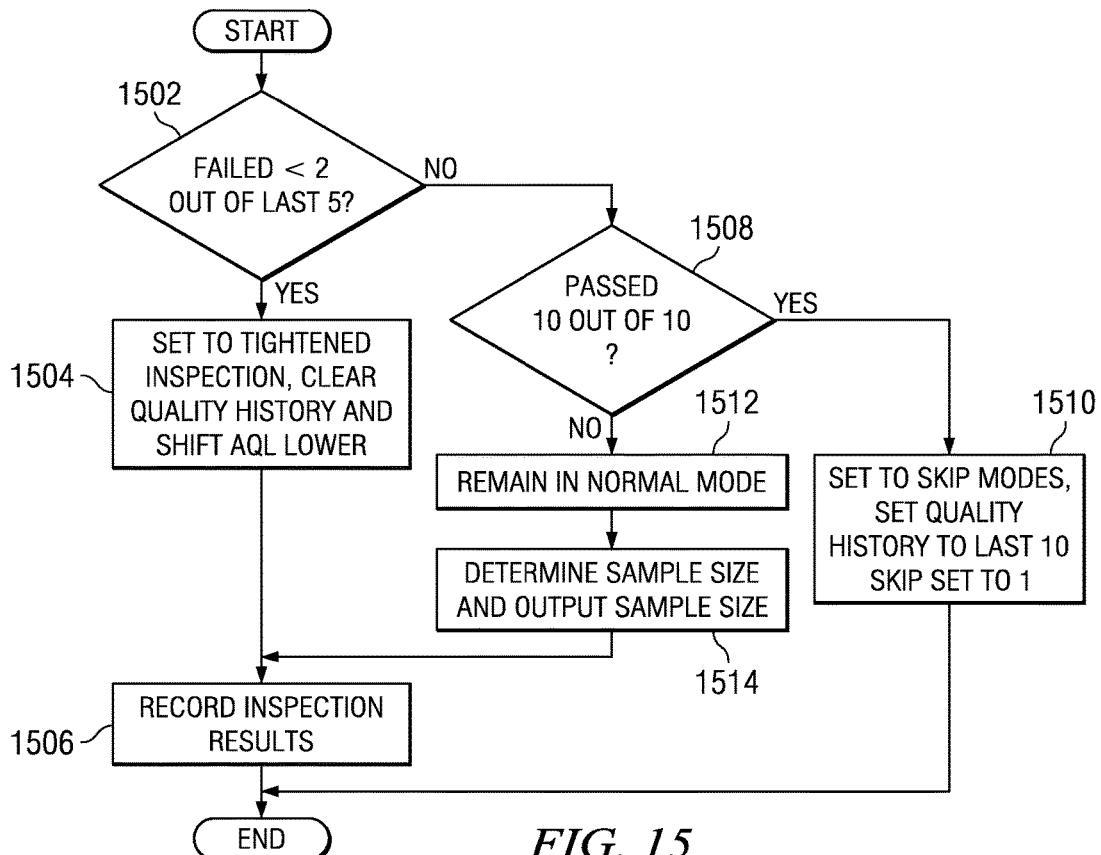 START
1502
FAILED < 2
OUT OF LAST 5?
NO
YES
1508
PASSED
10 OUT OF 10
?
YES
NO
1504
SET TO TIGHTENED
INSPECTION, CLEAR
QUALITY HISTORY AND
SHIFT AQL LOWER
1512
REMAIN IN NORMAL MODE
1510
SET TO SKIP MODES,
SET QUALITY
HISTORY TO LAST 10
SKIP SET TO 1
DETERMINE SAMPLE SIZE
AND OUTPUT SAMPLE SIZE
1514
1506
RECORD INSPECTION
RESULTS
END
FIG. 15